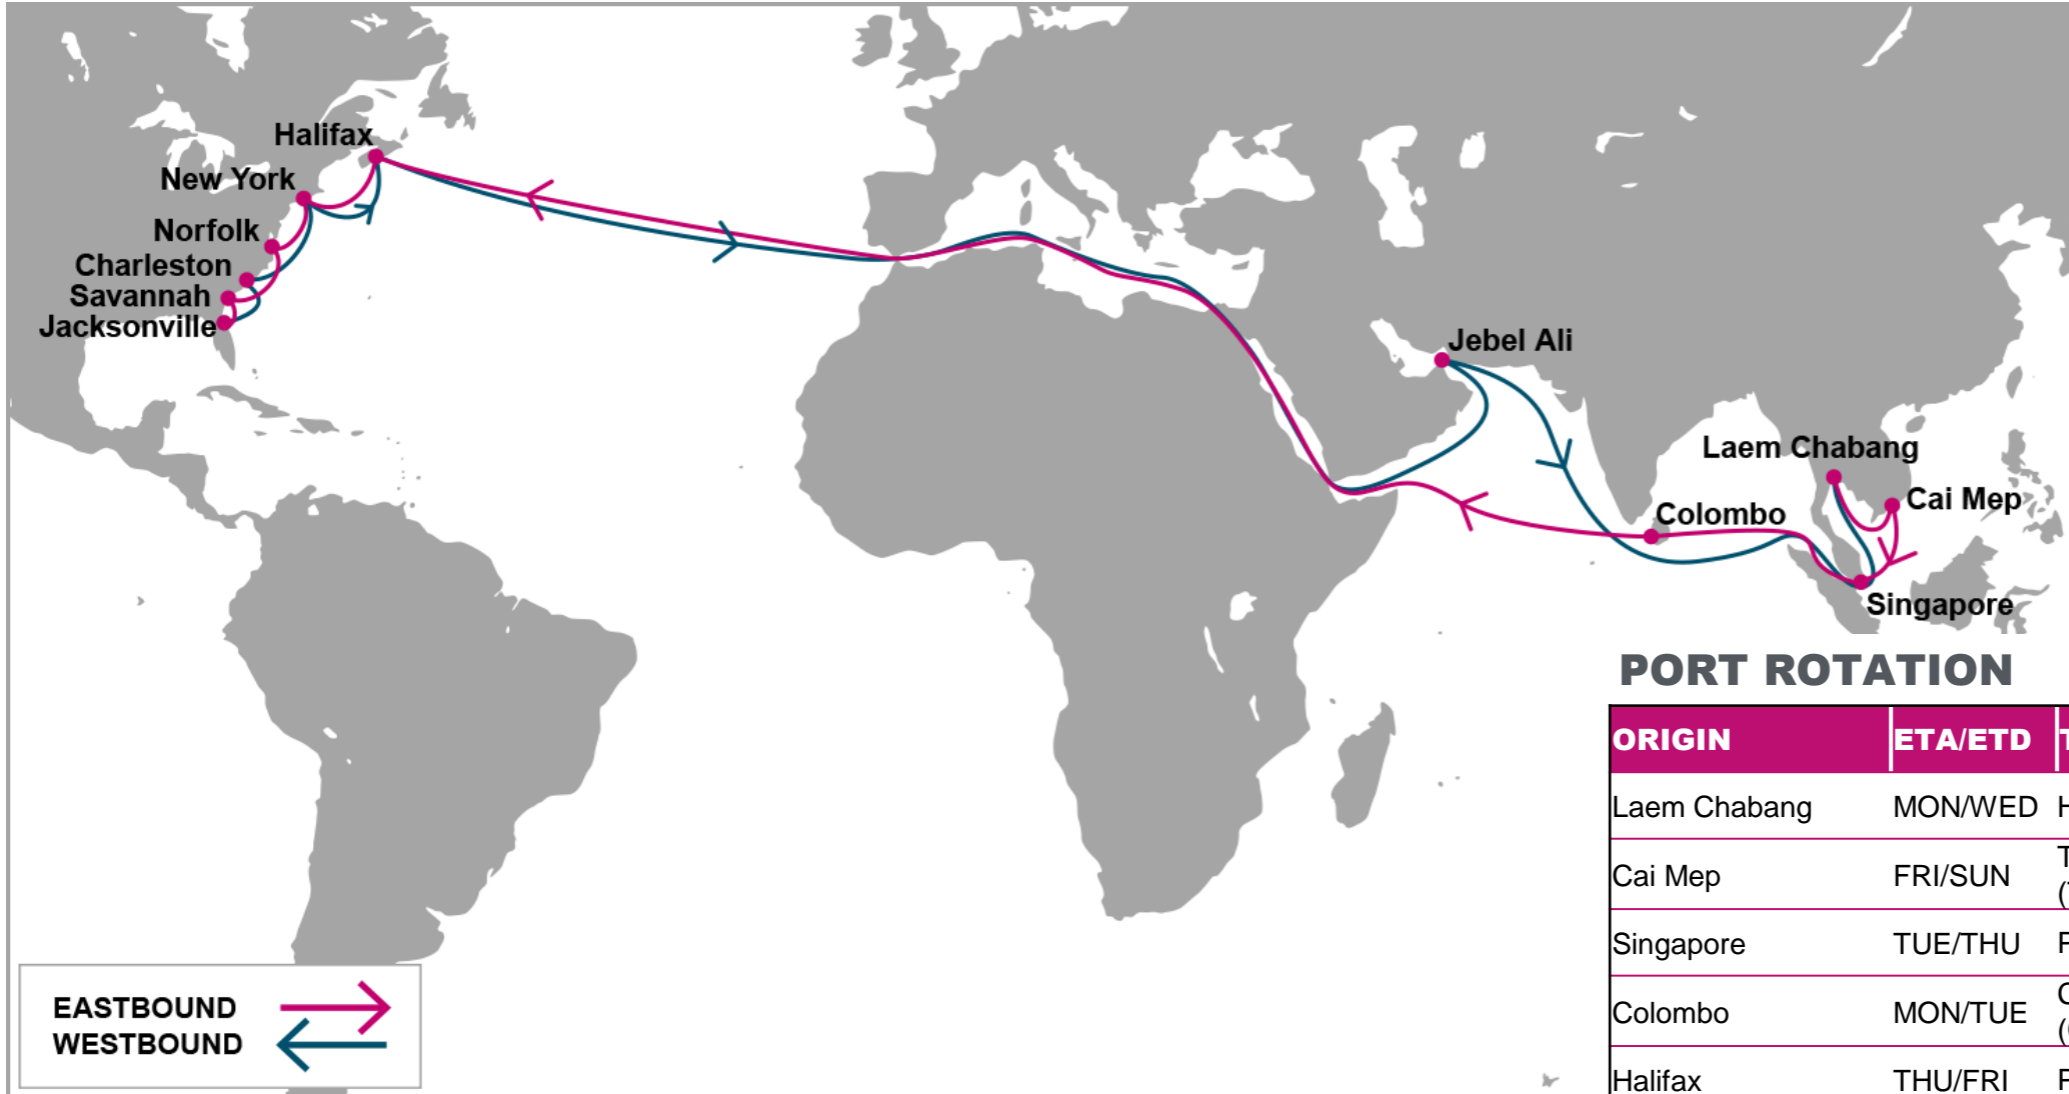 Halifax
New York
Norfolk
Charleston
Savannah
Jacksonville
Jebel Ali
Laem Chabang
Cai Mep
Colombo
Singapore
PORT ROTATION
ORIGIN ETA/ETD
Laem Chabang MON/WED
Cai Mep FRI/SUN
Singapore TUE/THU
Colombo MON/TUE
Halifax THU/FRI
EASTBOUND
WESTBOUND